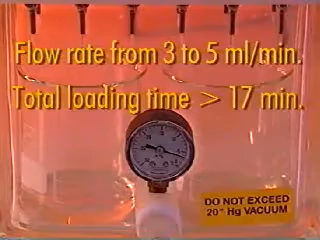 Flow rate from 3 to 5 ml/min.
Total loading time > 17 min.
DO NOT EXCEED
20" Hg VACUUM